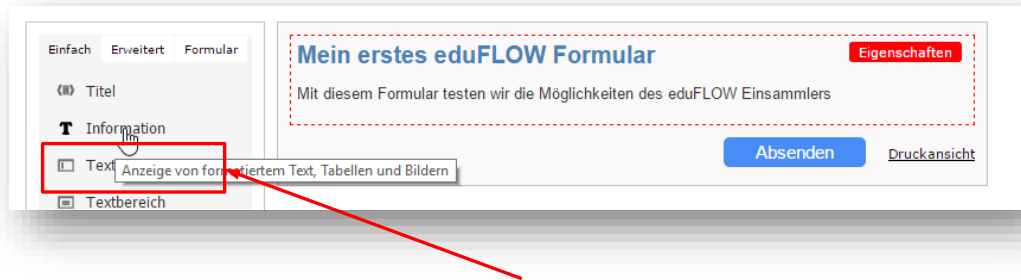 Einfach Erweitert Formular
Titel
Information
Text
Anzeige von formatiertem Text, Tabellen und Bildern
Textbereich
Mein erstes eduFLOW Formular
Eigenschaften
Mit diesem Formular testen wir die Möglichkeiten des eduFLOW Einsammlers
Absenden
Druckansicht